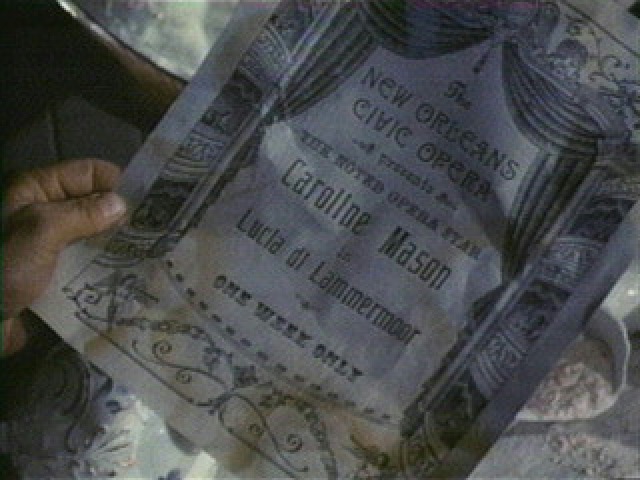 The
NEW ORLEANS
CIVIC OPERA
presents
THE NOTED OPERA STAR
Caroline Mason
in
Lucia di Lammermoor
ONE WEEK ONLY